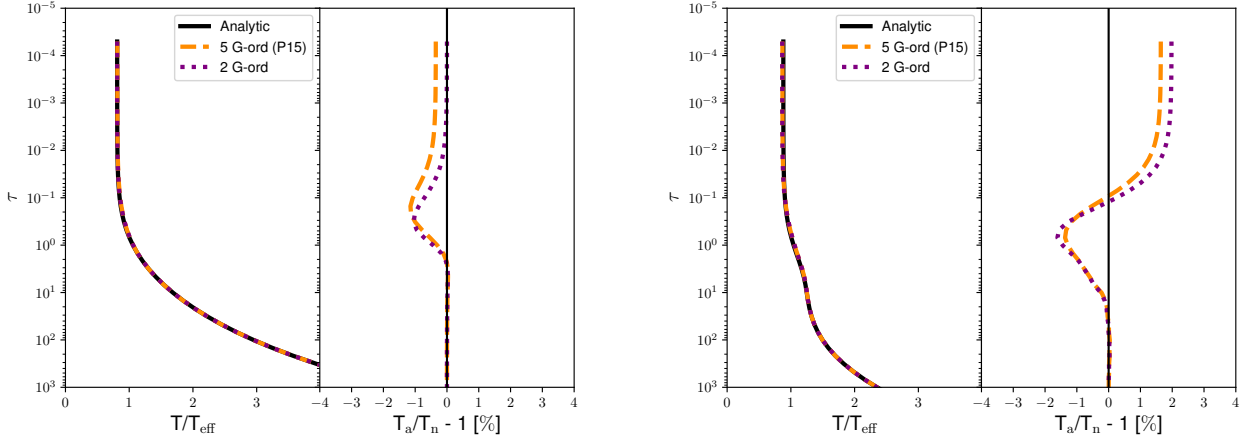 10⁻⁵
10⁻⁴
10⁻³
10⁻²
10⁻¹
10⁰
10¹
10²
10³
τ
Analytic
5 G-ord (P15)
2 G-ord
0 1 2 3
T/T_eff
−4 −3 −2 −1 0 1 2 3 4
T_a/T_n - 1 [%]
10⁻⁵
10⁻⁴
10⁻³
10⁻²
10⁻¹
10⁰
10¹
10²
10³
τ
Analytic
5 G-ord (P15)
2 G-ord
0 1 2 3
T/T_eff
−4 −3 −2 −1 0 1 2 3 4
T_a/T_n - 1 [%]